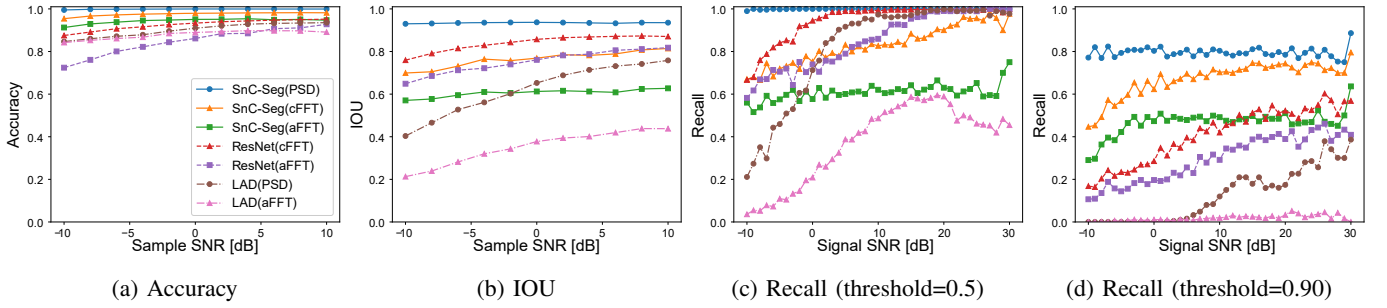 1.0
0.8
0.6
0.4
0.2
0.0
Accuracy
−10
−5
0
5
10
Sample SNR [dB]
SnC-Seg(PSD)
SnC-Seg(cFFT)
SnC-Seg(aFFT)
ResNet(cFFT)
ResNet(aFFT)
LAD(PSD)
LAD(aFFT)
(a) Accuracy
1.0
0.8
0.6
0.4
0.2
0.0
IOU
−10
−5
0
5
10
Sample SNR [dB]
(b) IOU
1.0
0.8
0.6
0.4
0.2
0.0
Recall
−10
0
10
20
30
Signal SNR [dB]
(c) Recall (threshold=0.5)
1.0
0.8
0.6
0.4
0.2
0.0
Recall
−10
0
10
20
30
Signal SNR [dB]
(d) Recall (threshold=0.90)